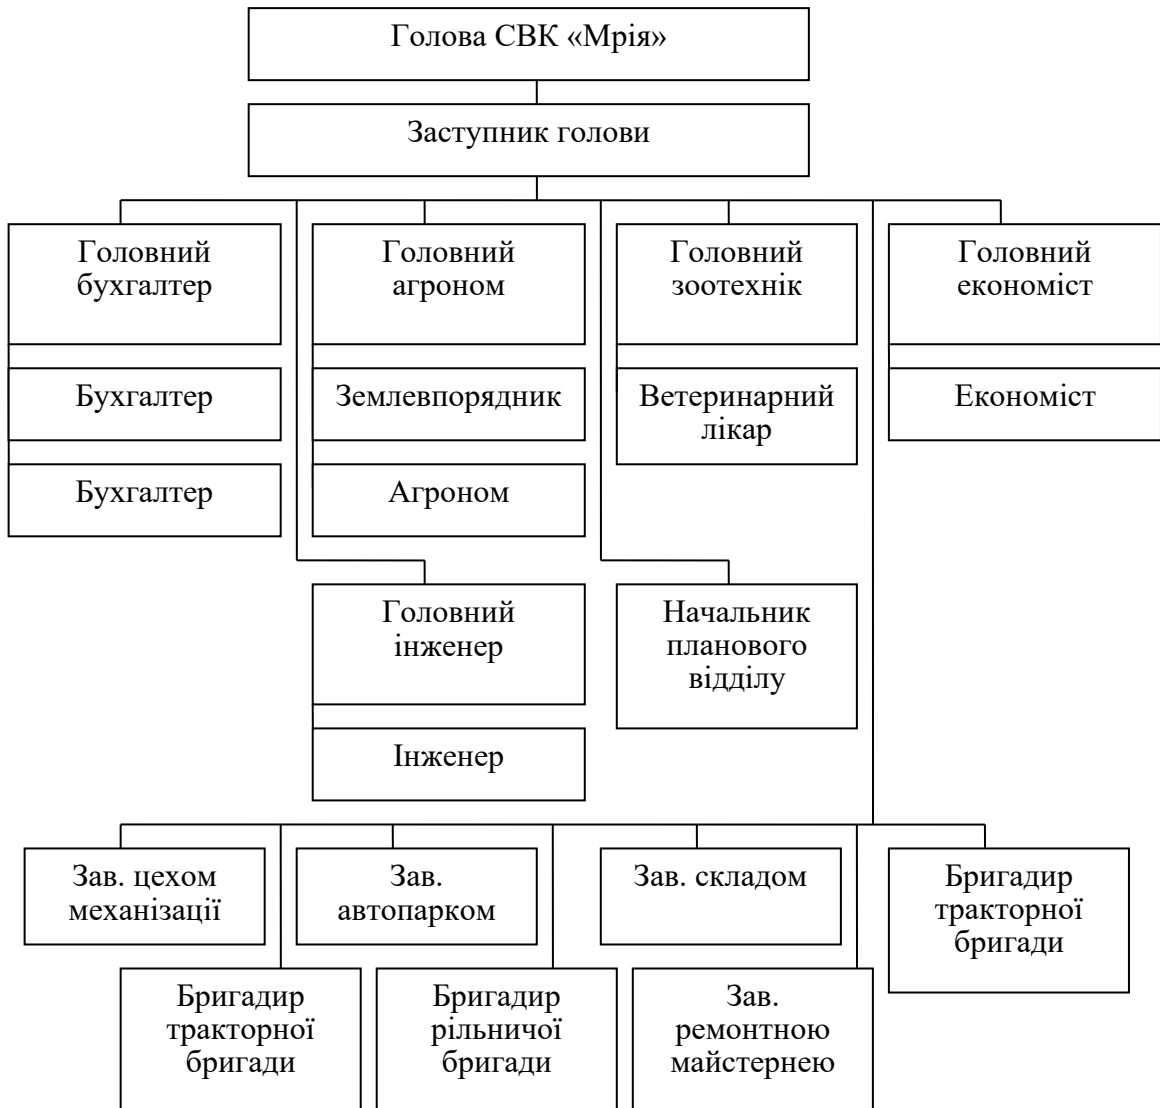 Голова СВК «Мрія»
Заступник голови
Головний
бухгалтер
Головний
агроном
Головний
зоотехнік
Головний
економіст
Бухгалтер
Землевпорядник
Ветеринарний
лікар
Економіст
Бухгалтер
Агроном
Головний
інженер
Начальник
планового
відділу
Інженер
Зав. цехом
механізації
Зав.
автопарком
Зав. складом
Бригадир
тракторної
бригади
Бригадир
тракторної
бригади
Бригадир
рільничої
бригади
Зав.
ремонтною
майстернею